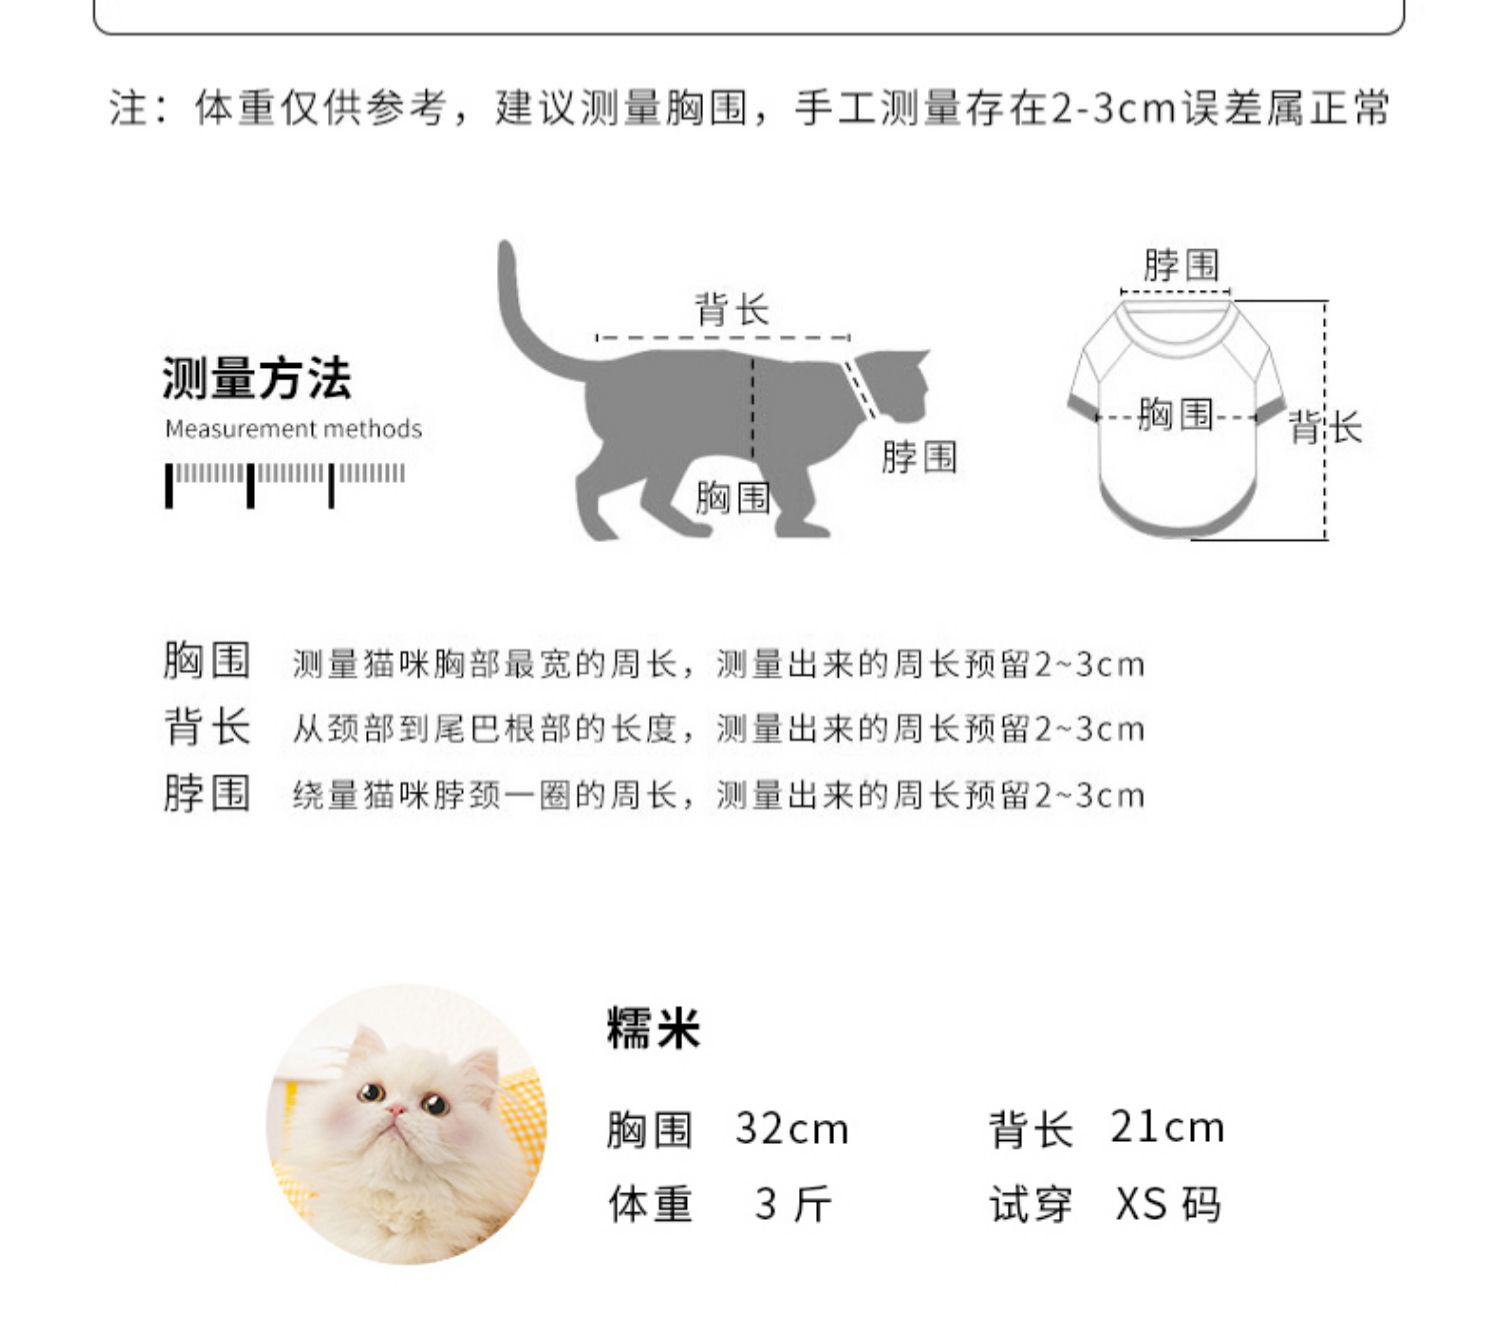 注：体重仅供参考，建议测量胸围，手工测量存在2-3cm误差属正常
测量方法
Measurement methods
背长
胸围
脖围
脖围
胸围
背长
胸围 测量猫咪胸部最宽的周长，测量出来的周长预留2~3cm
背长 从颈部到尾巴根部的长度，测量出来的周长预留2~3cm
脖围 绕量猫咪脖颈一圈的周长，测量出来的周长预留2~3cm
糯米
胸围 32cm 背长 21cm
体重 3 斤 试穿 XS 码